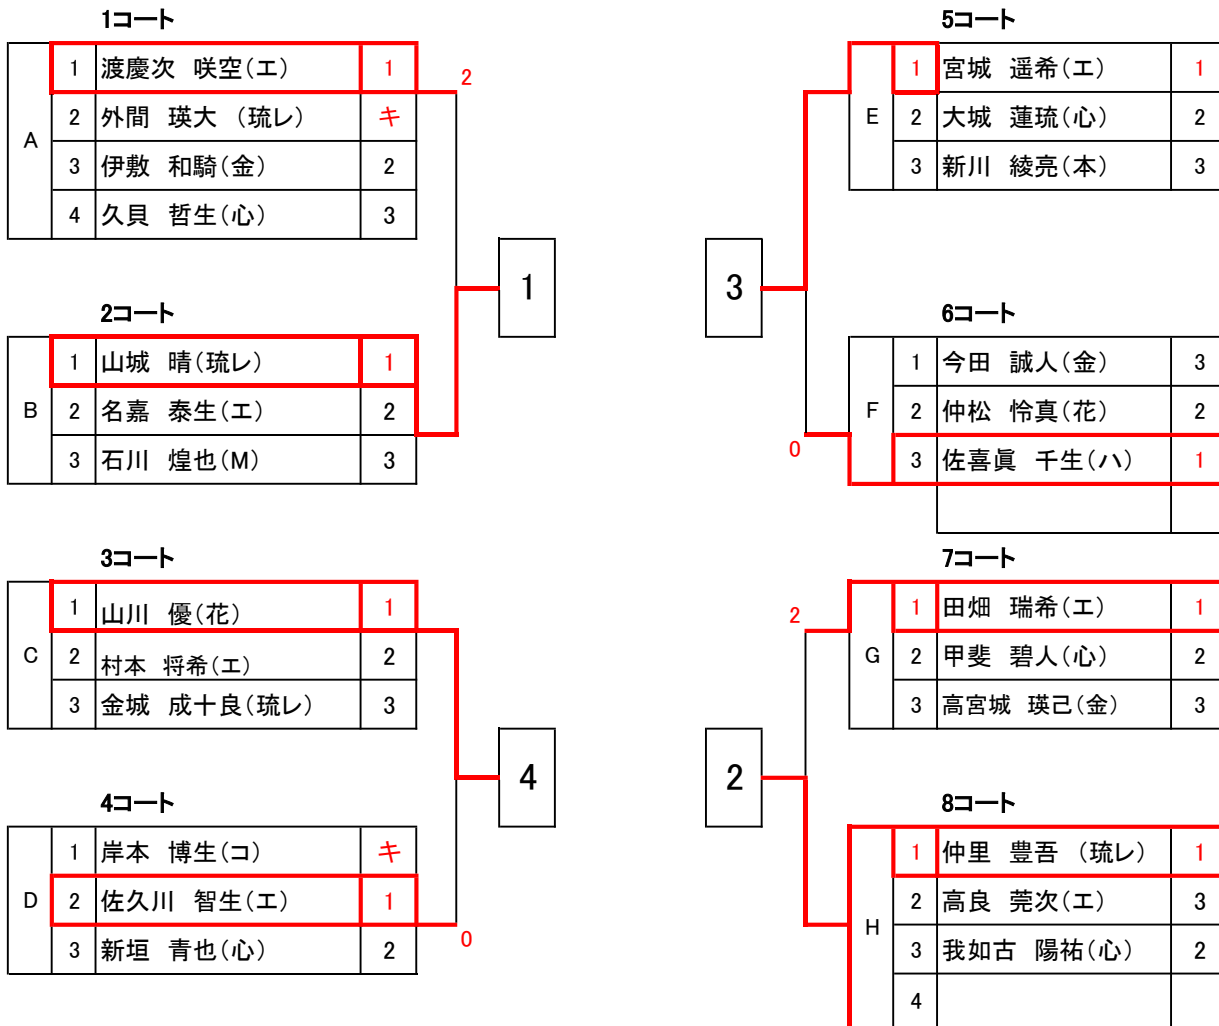 1コート
1 渡慶次 咲空(エ) 1
2
A
2 外間 瑛大 (琉レ) キ
3 伊敷 和騎(金) 2
4 久貝 哲生(心) 3
1
2コート
1 山城 晴(琉レ) 1
B
2 名嘉 泰生(エ) 2
3 石川 煌也(M) 3
3コート
1 山川 優(花) 1
C
2 村本 将希(エ) 2
3 金城 成十良(琉レ) 3
4
4コート
1 岸本 博生(コ) キ
D
2 佐久川 智生(エ) 1
0
3 新垣 青也(心) 2
5コート
1 宮城 遥希(エ) 1
E
2 大城 蓮琉(心) 2
3 新川 綾亮(本) 3
3
6コート
1 今田 誠人(金) 3
F
2 仲松 怜真(花) 2
0
3 佐喜眞 千生(ハ) 1
7コート
2
1 田畑 瑞希(エ) 1
G
2 甲斐 碧人(心) 2
3 高宮城 瑛己(金) 3
2
8コート
1 仲里 豊吾 (琉レ) 1
2 高良 莞次(エ) 3
H
3 我如古 陽祐(心) 2
4